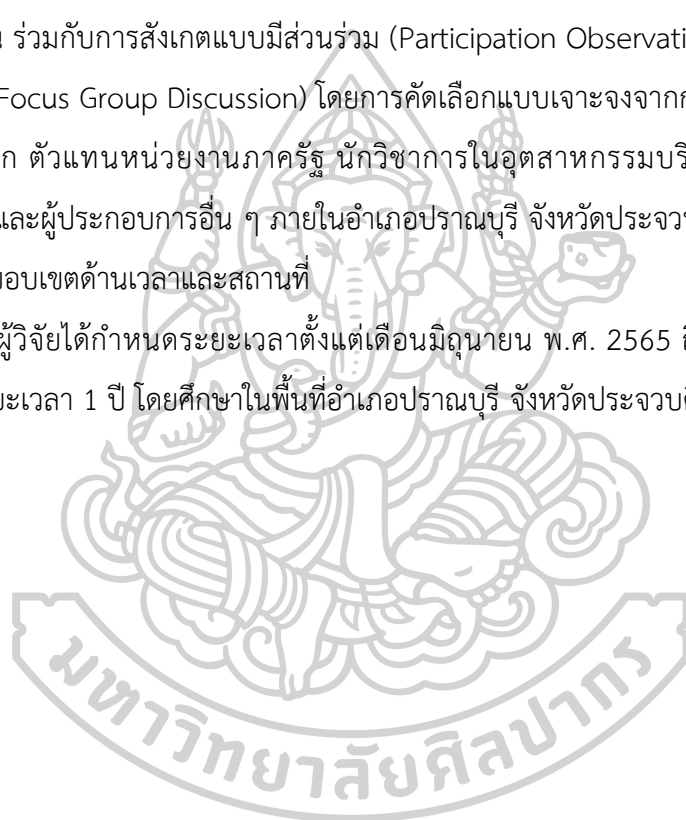 ร่วมกับการสังเกตแบบมีส่วนร่วม (Participation Observati
Focus Group Discussion) โดยการคัดเลือกแบบเจาะจงจาก
ตัวแทนหน่วยงานภาครัฐ นักวิชาการในอุตสาหกรรมบริ
และผู้ประกอบการอื่น ๆ ภายในอำเภอปราณบุรี จังหวัดประจว
ขอบเขตด้านเวลาและสถานที่
ผู้วิจัยได้กำหนดระยะเวลาตั้งแต่เดือนมิถุนายน พ.ศ. 2565
ยะเวลา 1 ปี โดยศึกษาในพื้นที่อำเภอปราณบุรี จังหวัดประจวบ
มหาวิทยาลัยศิลปากร